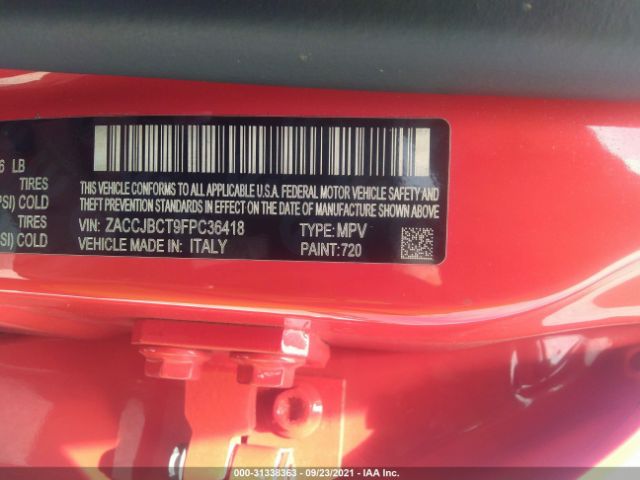 6 LB
TIRES
PSI) COLD
TIRES
SI) COLD
THIS VEHICLE CONFORMS TO ALL APPLICABLE U.S.A. FEDERAL MOTOR VEHICLE SAFETY AND
THEFT PREVENTION STANDARDS IN EFFECT ON THE DATE OF MANUFACTURE SHOWN ABOVE
VIN: ZACCJBCT9FPC36418 TYPE: MPV
VEHICLE MADE IN: ITALY PAINT:720
000-31338363 - 09/23/2021 - IAA Inc.